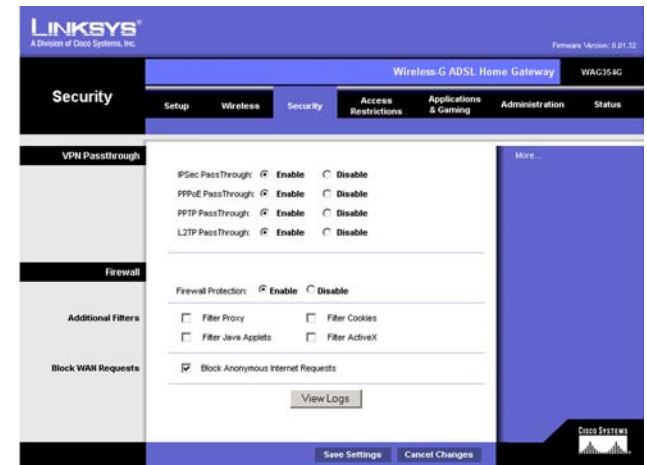 LINKSYS®
A Division of Cisco Systems, Inc.
Firmware Version: 0.01.32
Wireless-G ADSL Home Gateway WAG354G
Security
Setup Wireless Security Access Restrictions Applications & Gaming Administration Status
VPN Passthrough
More...
IPSec PassThrough: Enable Disable
PPPoE PassThrough: Enable Disable
PPTP PassThrough: Enable Disable
L2TP PassThrough: Enable Disable
Firewall
Firewall Protection: Enable Disable
Additional Filters
Filter Proxy Filter Cookies
Filter Java Applets Filter ActiveX
Block WAN Requests
Block Anonymous Internet Requests
View Logs
Save Settings Cancel Changes
CISCO SYSTEMS